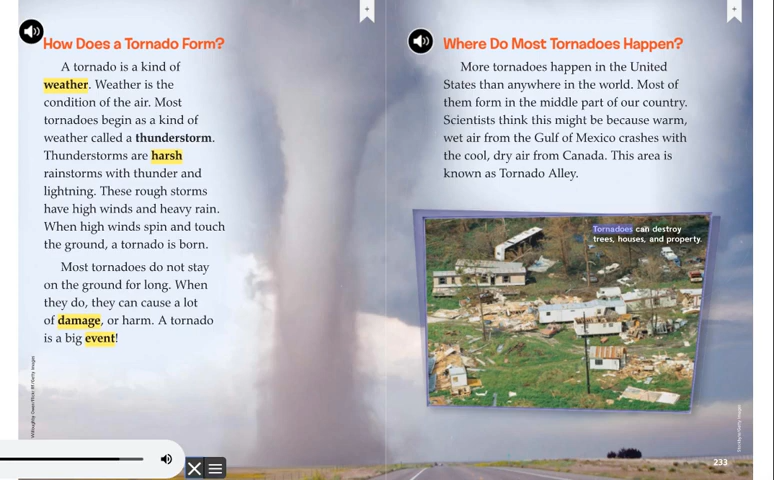 How Does a Tornado Form?
A tornado is a kind of
weather. Weather is the
condition of the air. Most
tornadoes begin as a kind of
weather called a thunderstorm.
Thunderstorms are harsh
rainstorms with thunder and
lightning. These rough storms
have high winds and heavy rain.
When high winds spin and touch
the ground, a tornado is born.
Most tornadoes do not stay
on the ground for long. When
they do, they can cause a lot
of damage, or harm. A tornado
is a big event!
Where Do Most Tornadoes Happen?
More tornadoes happen in the United
States than anywhere in the world. Most of
them form in the middle part of our country.
Scientists think this might be because warm,
wet air from the Gulf of Mexico crashes with
the cool, dry air from Canada. This area is
known as Tornado Alley.
Tornadoes can destroy
trees, houses, and property.
233